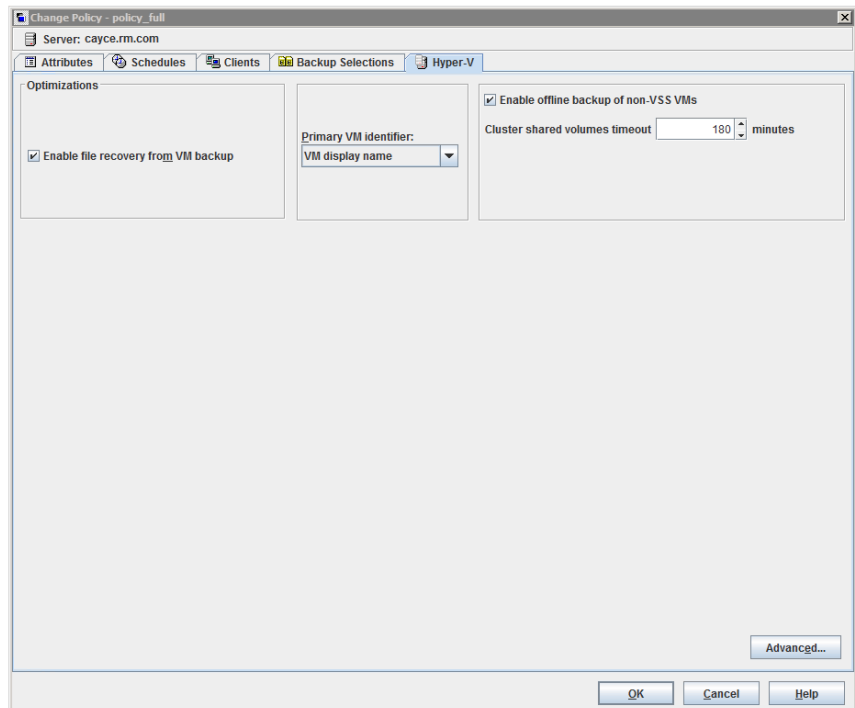 Change Policy - policy_full
Server: cayce.rm.com
Attributes Schedules Clients Backup Selections Hyper-V
Optimizations
Enable file recovery from VM backup
Primary VM identifier:
VM display name
Enable offline backup of non-VSS VMs
Cluster shared volumes timeout 180 minutes
Advanced...
OK Cancel Help